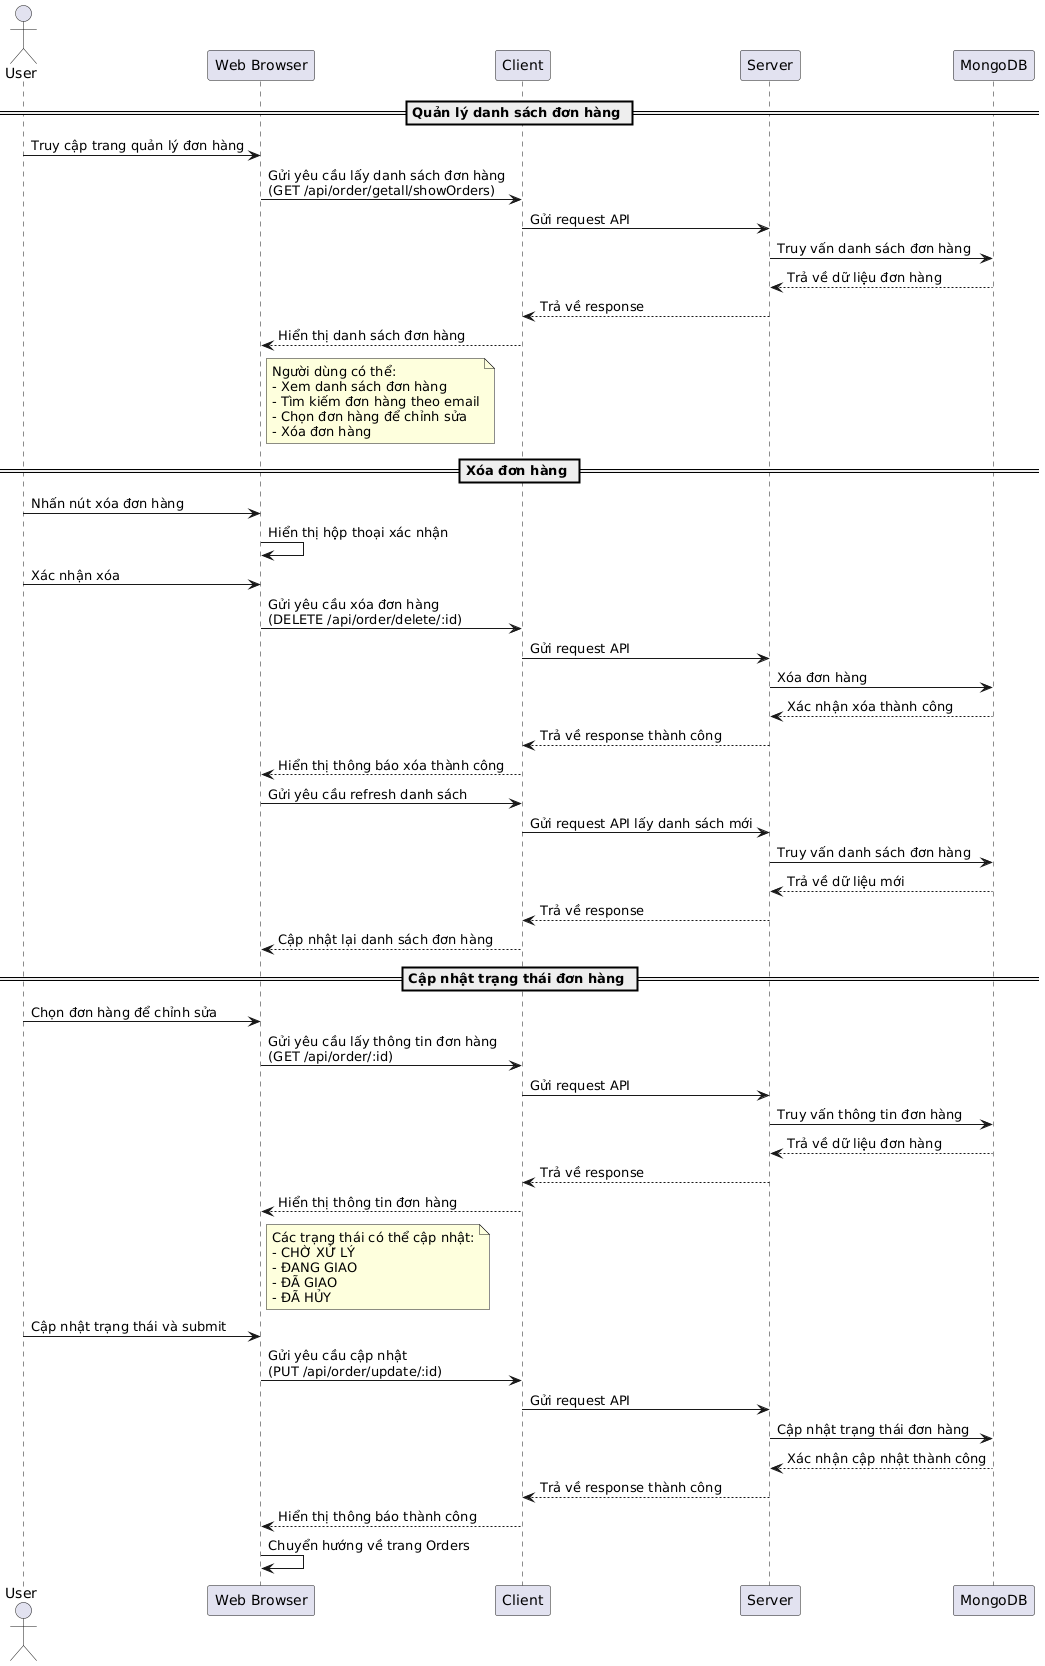 User
Web Browser
Client
Server
MongoDB
Quản lý danh sách đơn hàng
Truy cập trang quản lý đơn hàng
Gửi yêu cầu lấy danh sách đơn hàng
(GET /api/order/getall/showOrders)
Gửi request API
Truy vấn danh sách đơn hàng
Trả về dữ liệu đơn hàng
Trả về response
Hiển thị danh sách đơn hàng
Người dùng có thể:
- Xem danh sách đơn hàng
- Tìm kiếm đơn hàng theo email
- Chọn đơn hàng để chỉnh sửa
- Xóa đơn hàng
Xóa đơn hàng
Nhấn nút xóa đơn hàng
Hiển thị hộp thoại xác nhận
Xác nhận xóa
Gửi yêu cầu xóa đơn hàng
(DELETE /api/order/delete/:id)
Gửi request API
Xóa đơn hàng
Xác nhận xóa thành công
Trả về response thành công
Hiển thị thông báo xóa thành công
Gửi yêu cầu refresh danh sách
Gửi request API lấy danh sách mới
Truy vấn danh sách đơn hàng
Trả về dữ liệu mới
Trả về response
Cập nhật lại danh sách đơn hàng
Cập nhật trạng thái đơn hàng
Chọn đơn hàng để chỉnh sửa
Gửi yêu cầu lấy thông tin đơn hàng
(GET /api/order/:id)
Gửi request API
Truy vấn thông tin đơn hàng
Trả về dữ liệu đơn hàng
Trả về response
Hiển thị thông tin đơn hàng
Các trạng thái có thể cập nhật:
- CHỜ XỬ LÝ
- ĐANG GIAO
- ĐÃ GIAO
- ĐÃ HỦY
Cập nhật trạng thái và submit
Gửi yêu cầu cập nhật
(PUT /api/order/update/:id)
Gửi request API
Cập nhật trạng thái đơn hàng
Xác nhận cập nhật thành công
Trả về response thành công
Hiển thị thông báo thành công
Chuyển hướng về trang Orders
User
Web Browser
Client
Server
MongoDB